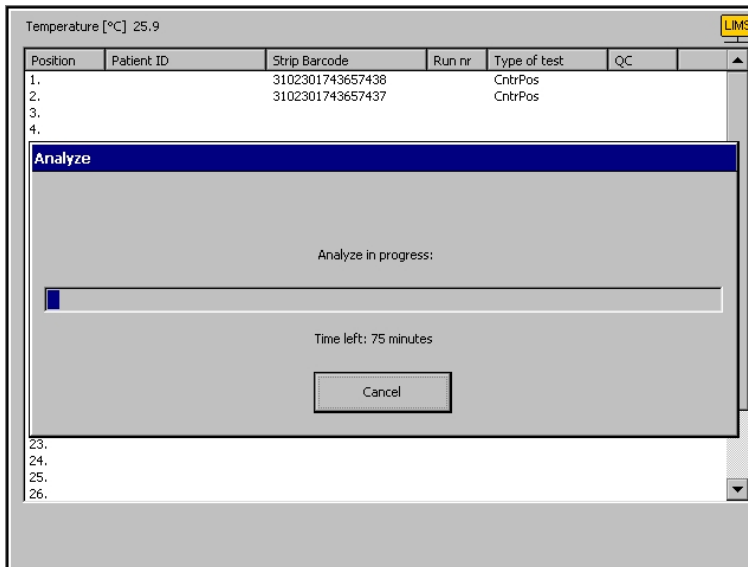 Temperature [°C] 25.9
LIMS
Position Patient ID Strip Barcode Run nr Type of test QC
1. 3102301743657438 CntrPos
2. 3102301743657437 CntrPos
3.
4.
Analyze
Analyze in progress:
Time left: 75 minutes
Cancel
23.
24.
25.
26.